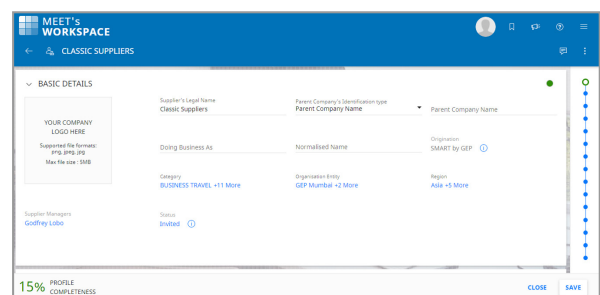 MEET's
WORKSPACE
CLASSIC SUPPLIERS
BASIC DETAILS
YOUR COMPANY
LOGO HERE
Supported file formats:
png, jpeg, jpg
Max file size : 5MB
Supplier's Legal Name
Classic Suppliers
Parent Company's Identification type
Parent Company Name
Parent Company Name
Doing Business As
Normalised Name
Origination
SMART by GEP
Category
BUSINESS TRAVEL +11 More
Organisation Entity
GEP Mumbai +2 More
Region
Asia +5 More
Supplier Managers
Godfrey Lobo
Status
Invited
15% PROFILE
COMPLETENESS
CLOSE
SAVE